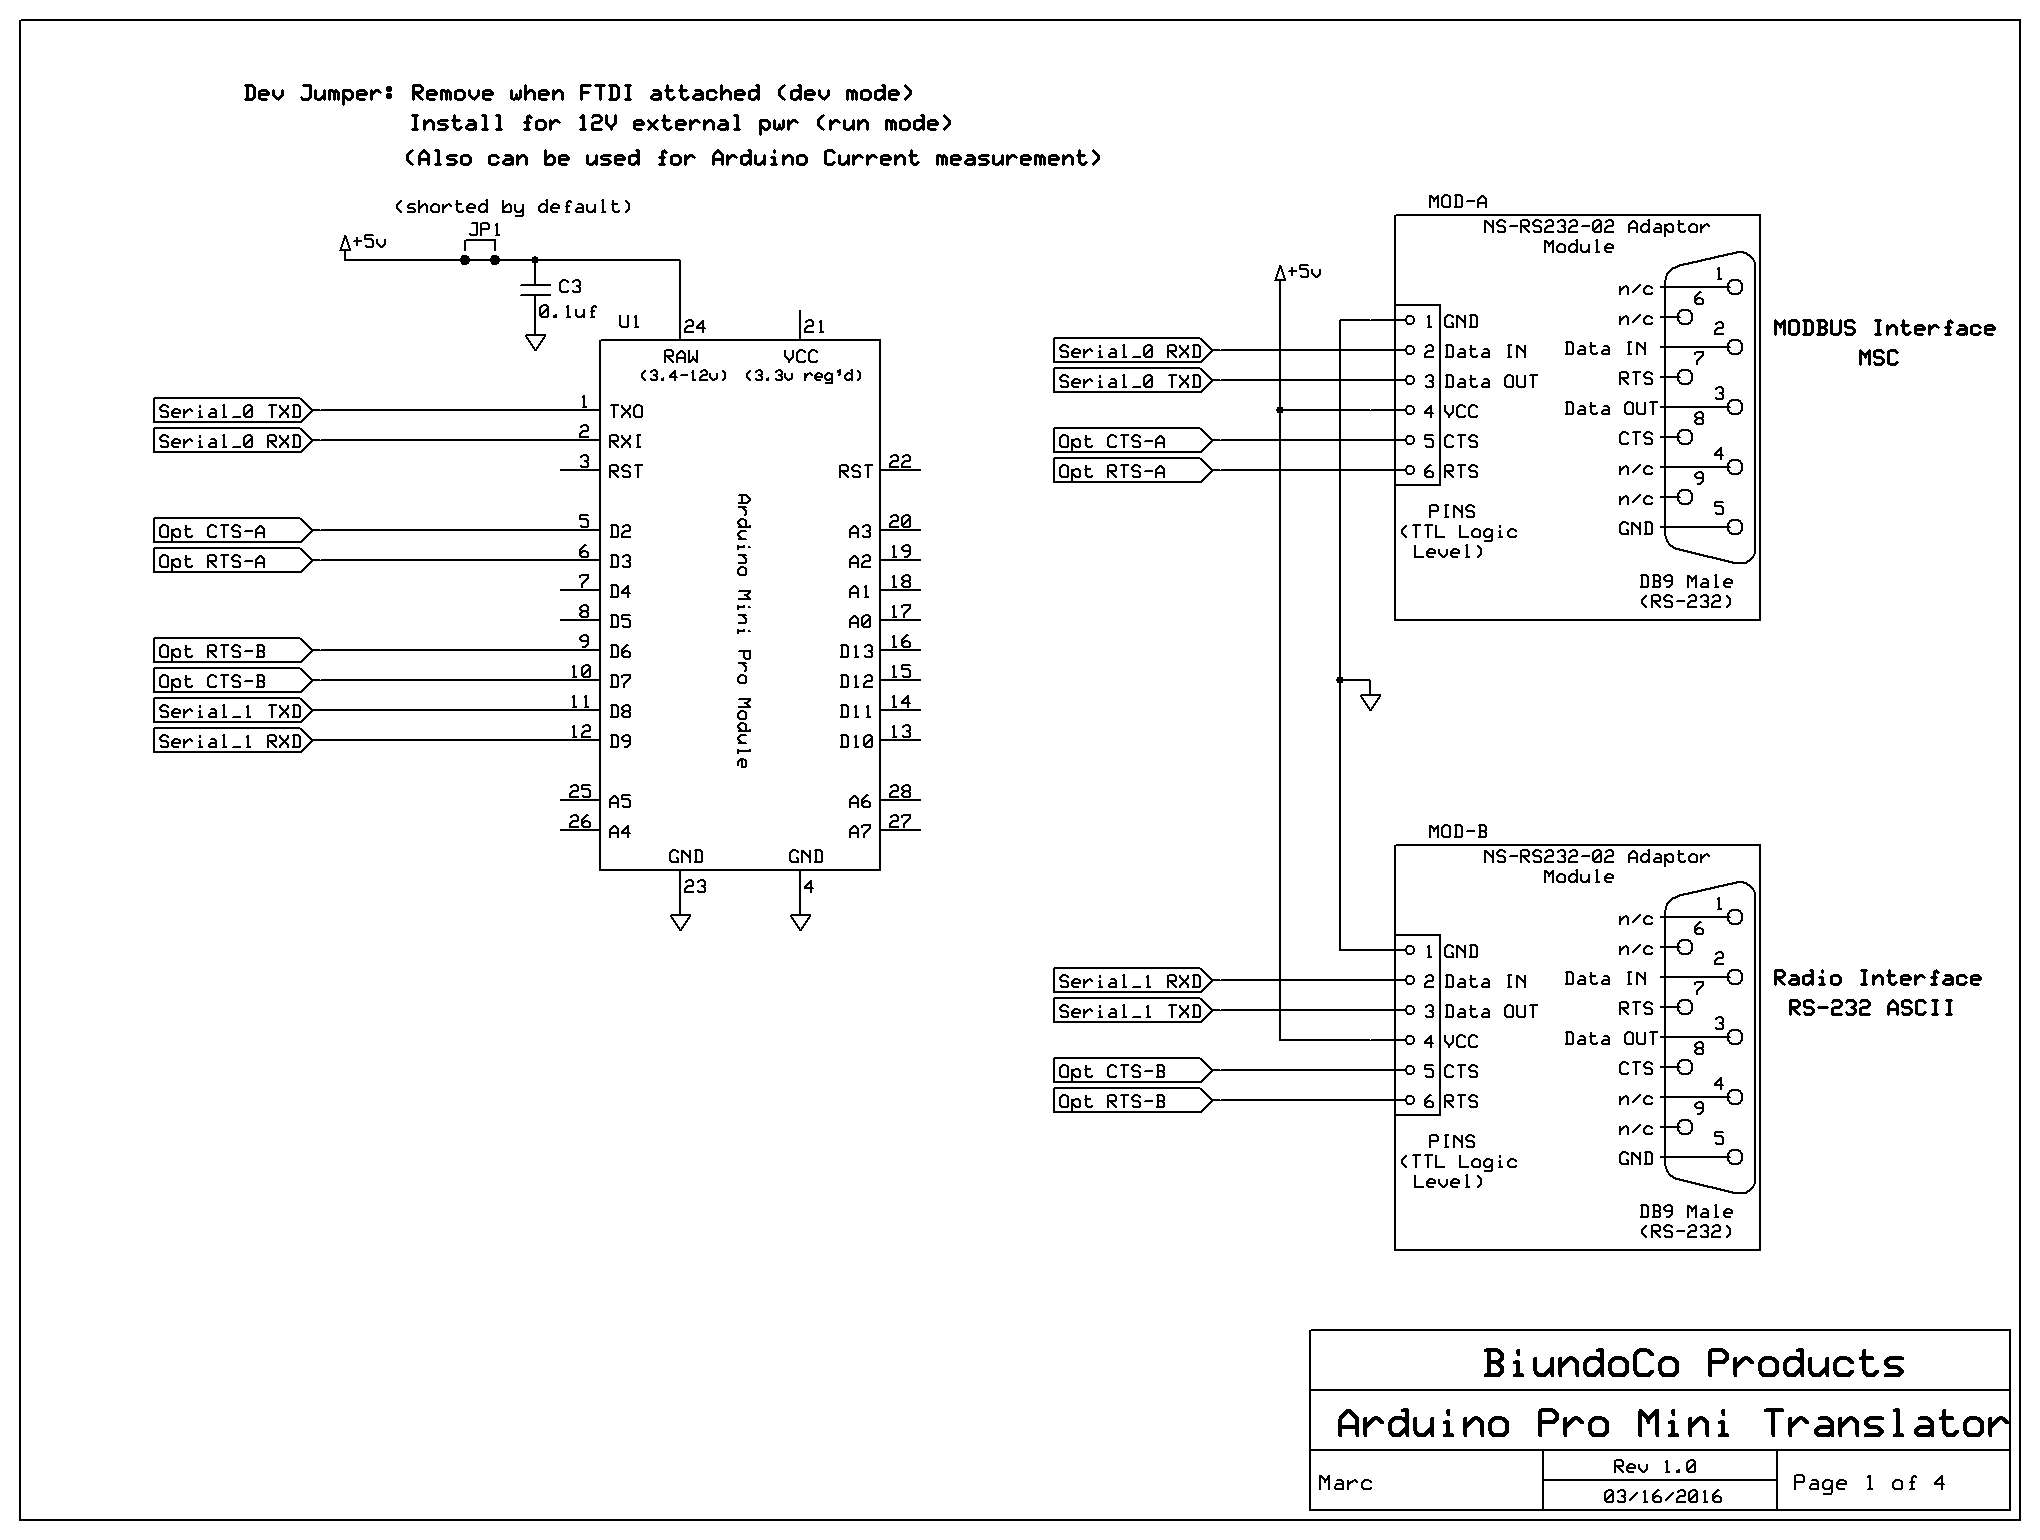 Dev Jumper: Remove when FTDI attached (dev mode)
Install for 12V external pwr (run mode)
(Also can be used for Arduino Current measurement)
(shorted by default)
JP1
+5v
C3
0.1uf
U1
24
21
RAW
VCC
(3.4-12v)
(3.3v reg'd)
Serial_0 TXD
1
TXO
Serial_0 RXD
2
RXI
3
RST
22
RST
Opt CTS-A
5
D2
A3
20
Opt RTS-A
6
D3
A2
19
7
D4
A1
18
8
D5
A0
17
Opt RTS-B
9
D6
D13
16
Opt CTS-B
10
D7
D12
15
Serial_1 TXD
11
D8
D11
14
Serial_1 RXD
12
D9
D10
13
25
A5
A6
28
26
A4
A7
27
Arduino Mini Pro Module
GND
GND
23
4
MOD-A
NS-RS232-02 Adaptor
Module
+5v
1 GND
Serial_0 RXD
2 Data IN
Serial_0 TXD
3 Data OUT
4 VCC
Opt CTS-A
5 CTS
Opt RTS-A
6 RTS
PINS
(TTL Logic
Level)
n/c
1
n/c
6
Data IN
2
RTS
7
Data OUT
3
CTS
8
n/c
4
n/c
9
GND
5
DB9 Male
(RS-232)
MODBUS Interface
MSC
MOD-B
NS-RS232-02 Adaptor
Module
1 GND
Serial_1 RXD
2 Data IN
Serial_1 TXD
3 Data OUT
4 VCC
Opt CTS-B
5 CTS
Opt RTS-B
6 RTS
PINS
(TTL Logic
Level)
n/c
1
n/c
6
Data IN
2
RTS
7
Data OUT
3
CTS
8
n/c
4
n/c
9
GND
5
DB9 Male
(RS-232)
Radio Interface
RS-232 ASCII
BiundoCo Products
Arduino Pro Mini Translator
Marc
Rev 1.0
03/16/2016
Page 1 of 4